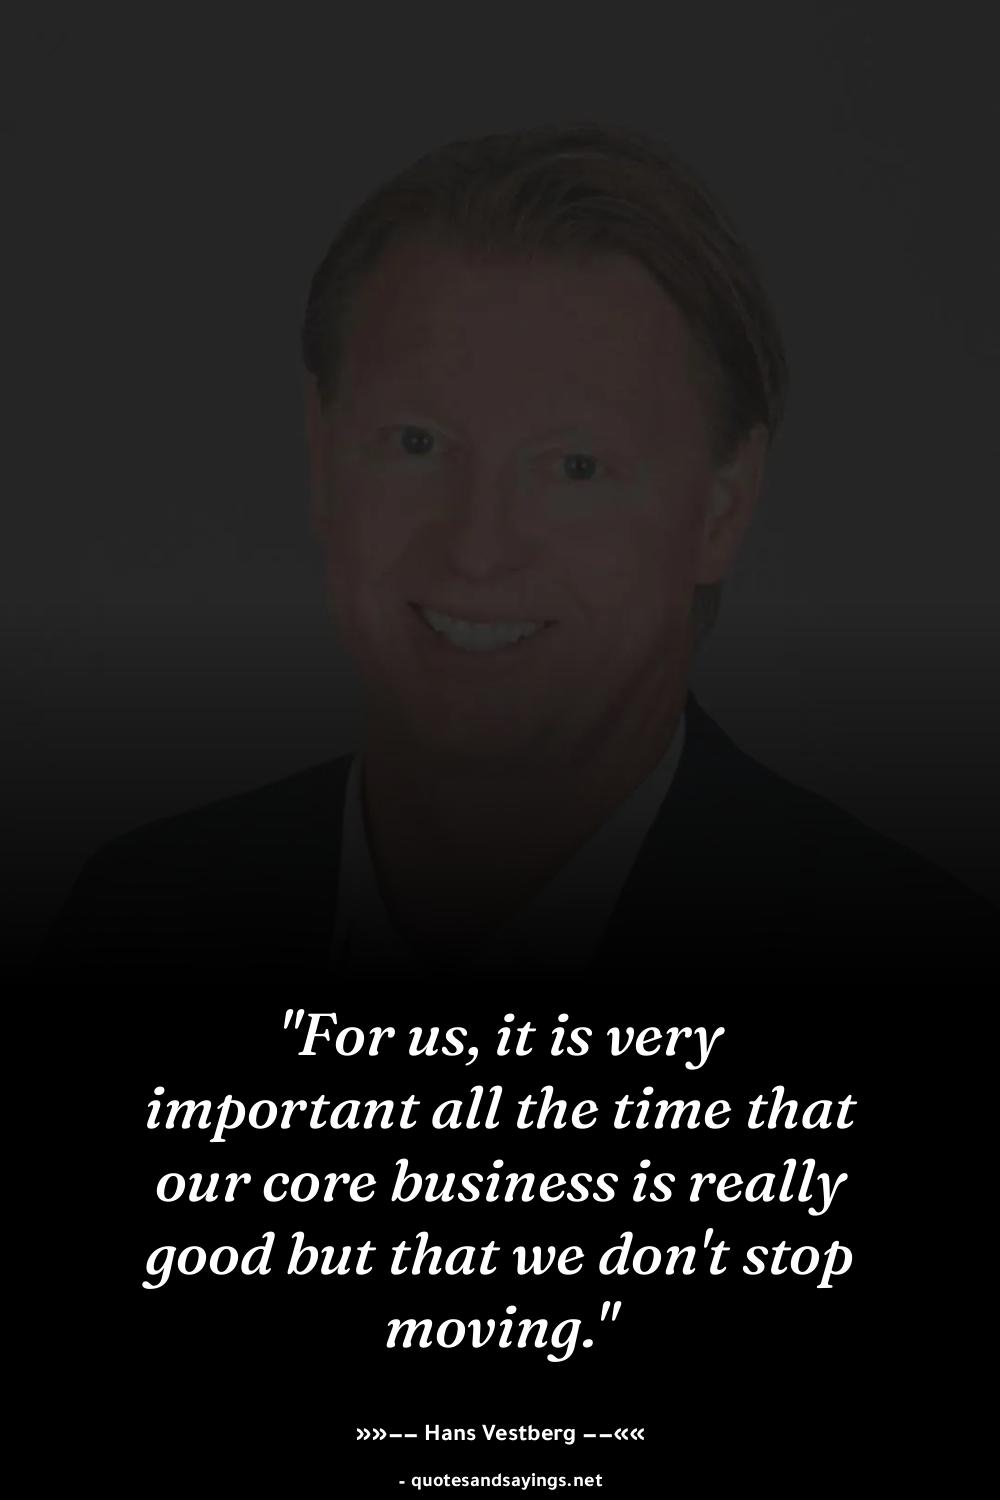 "For us, it is very
important all the time that
our core business is really
good but that we don't stop
moving."
»»−− Hans Vestberg −−««
- quotesandsayings.net